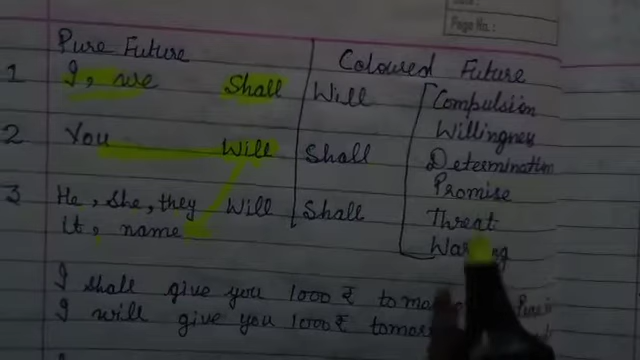 Page No.:
Pure Future Coloured Future
1 I, we Shall Will Compulsion
Willingness
2 You Will Shall Determination
Promise
3 He, She, they Will Shall Threat
it, name Warning
I shall give you 1000 ₹
I will give you 1000 ₹